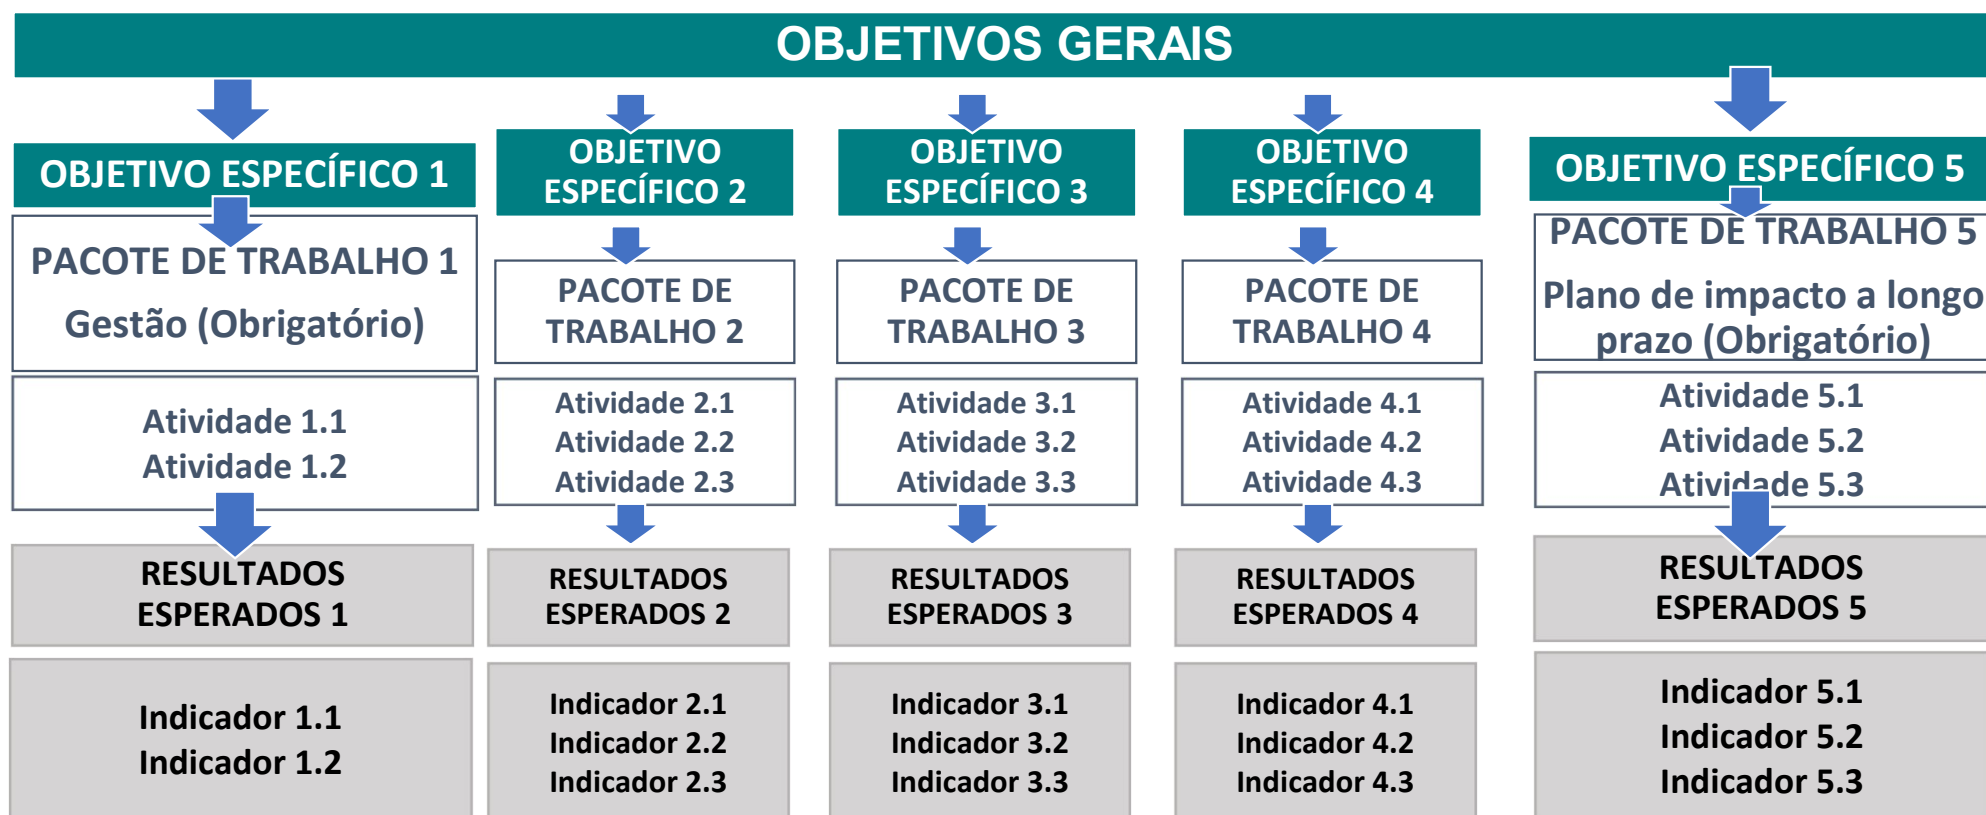 OBJETIVOS GERAIS
OBJETIVO ESPECÍFICO 1
PACOTE DE TRABALHO 1
Gestão (Obrigatório)
Atividade 1.1
Atividade 1.2
RESULTADOS
ESPERADOS 1
Indicador 1.1
Indicador 1.2
OBJETIVO
ESPECÍFICO 2
PACOTE DE
TRABALHO 2
Atividade 2.1
Atividade 2.2
Atividade 2.3
RESULTADOS
ESPERADOS 2
Indicador 2.1
Indicador 2.2
Indicador 2.3
OBJETIVO
ESPECÍFICO 3
PACOTE DE
TRABALHO 3
Atividade 3.1
Atividade 3.2
Atividade 3.3
RESULTADOS
ESPERADOS 3
Indicador 3.1
Indicador 3.2
Indicador 3.3
OBJETIVO
ESPECÍFICO 4
PACOTE DE
TRABALHO 4
Atividade 4.1
Atividade 4.2
Atividade 4.3
RESULTADOS
ESPERADOS 4
Indicador 4.1
Indicador 4.2
Indicador 4.3
OBJETIVO ESPECÍFICO 5
PACOTE DE TRABALHO 5
Plano de impacto a longo
prazo (Obrigatório)
Atividade 5.1
Atividade 5.2
Atividade 5.3
RESULTADOS
ESPERADOS 5
Indicador 5.1
Indicador 5.2
Indicador 5.3